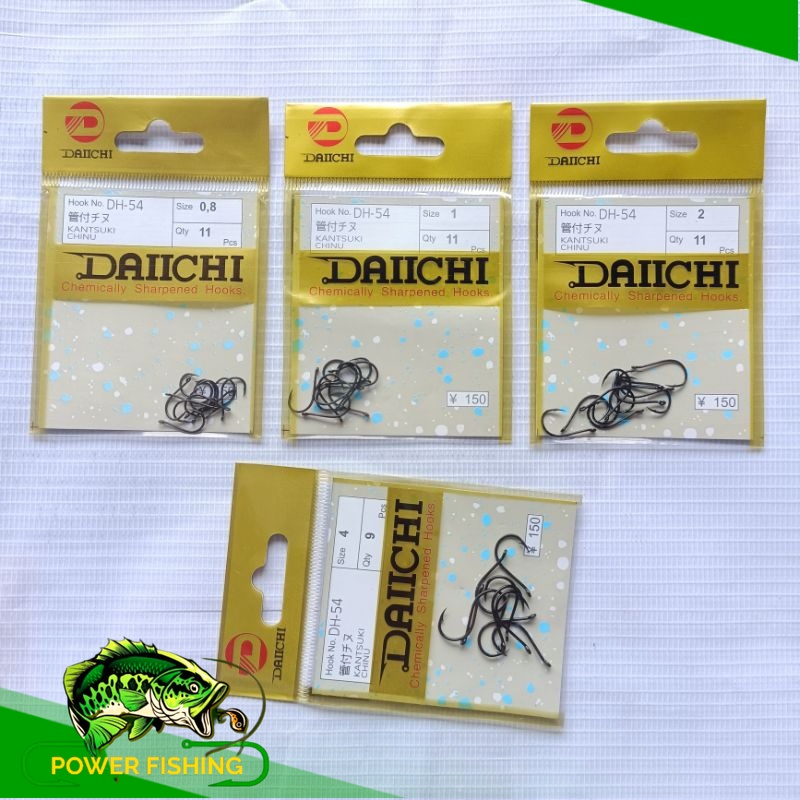 DAIICHI
Hook No. DH-54
管付チヌ
KANTSUKI
CHINU
Size 0,8
Qty 11 Pcs
DAIICHI
Chemically Sharpened Hooks.
DAIICHI
Hook No. DH-54
管付チヌ
KANTSUKI
CHINU
Size 1
Qty 11 Pcs
DAIICHI
Chemically Sharpened Hooks.
¥ 150
DAIICHI
Hook No. DH-54
管付チヌ
KANTSUKI
CHINU
Size 2
Qty 11 Pcs
DAIICHI
Chemically Sharpened Hooks.
¥ 150
DAIICHI
Hook No. DH-54
管付チヌ
KANTSUKI
CHINU
Size 4
Qty 9 Pcs
DAIICHI
Chemically Sharpened Hooks.
¥ 150
POWER FISHING